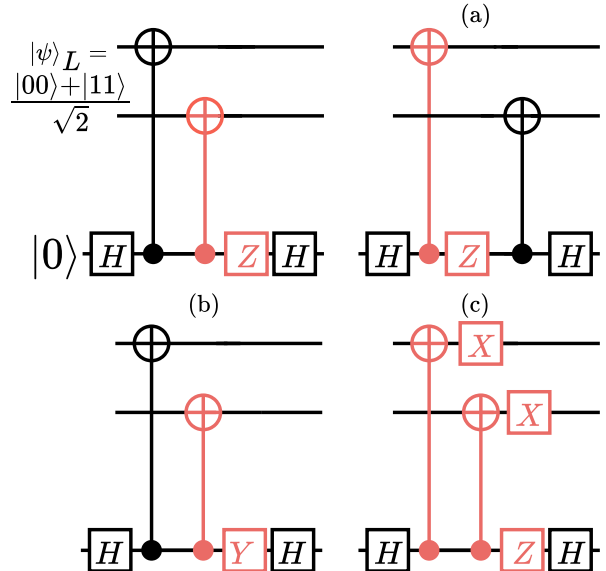 (a)
|ψ⟩L =
|00⟩+|11⟩
√2
|0⟩ H Z H
H Z H
(b) (c)
X
X
H Y H
H Z H